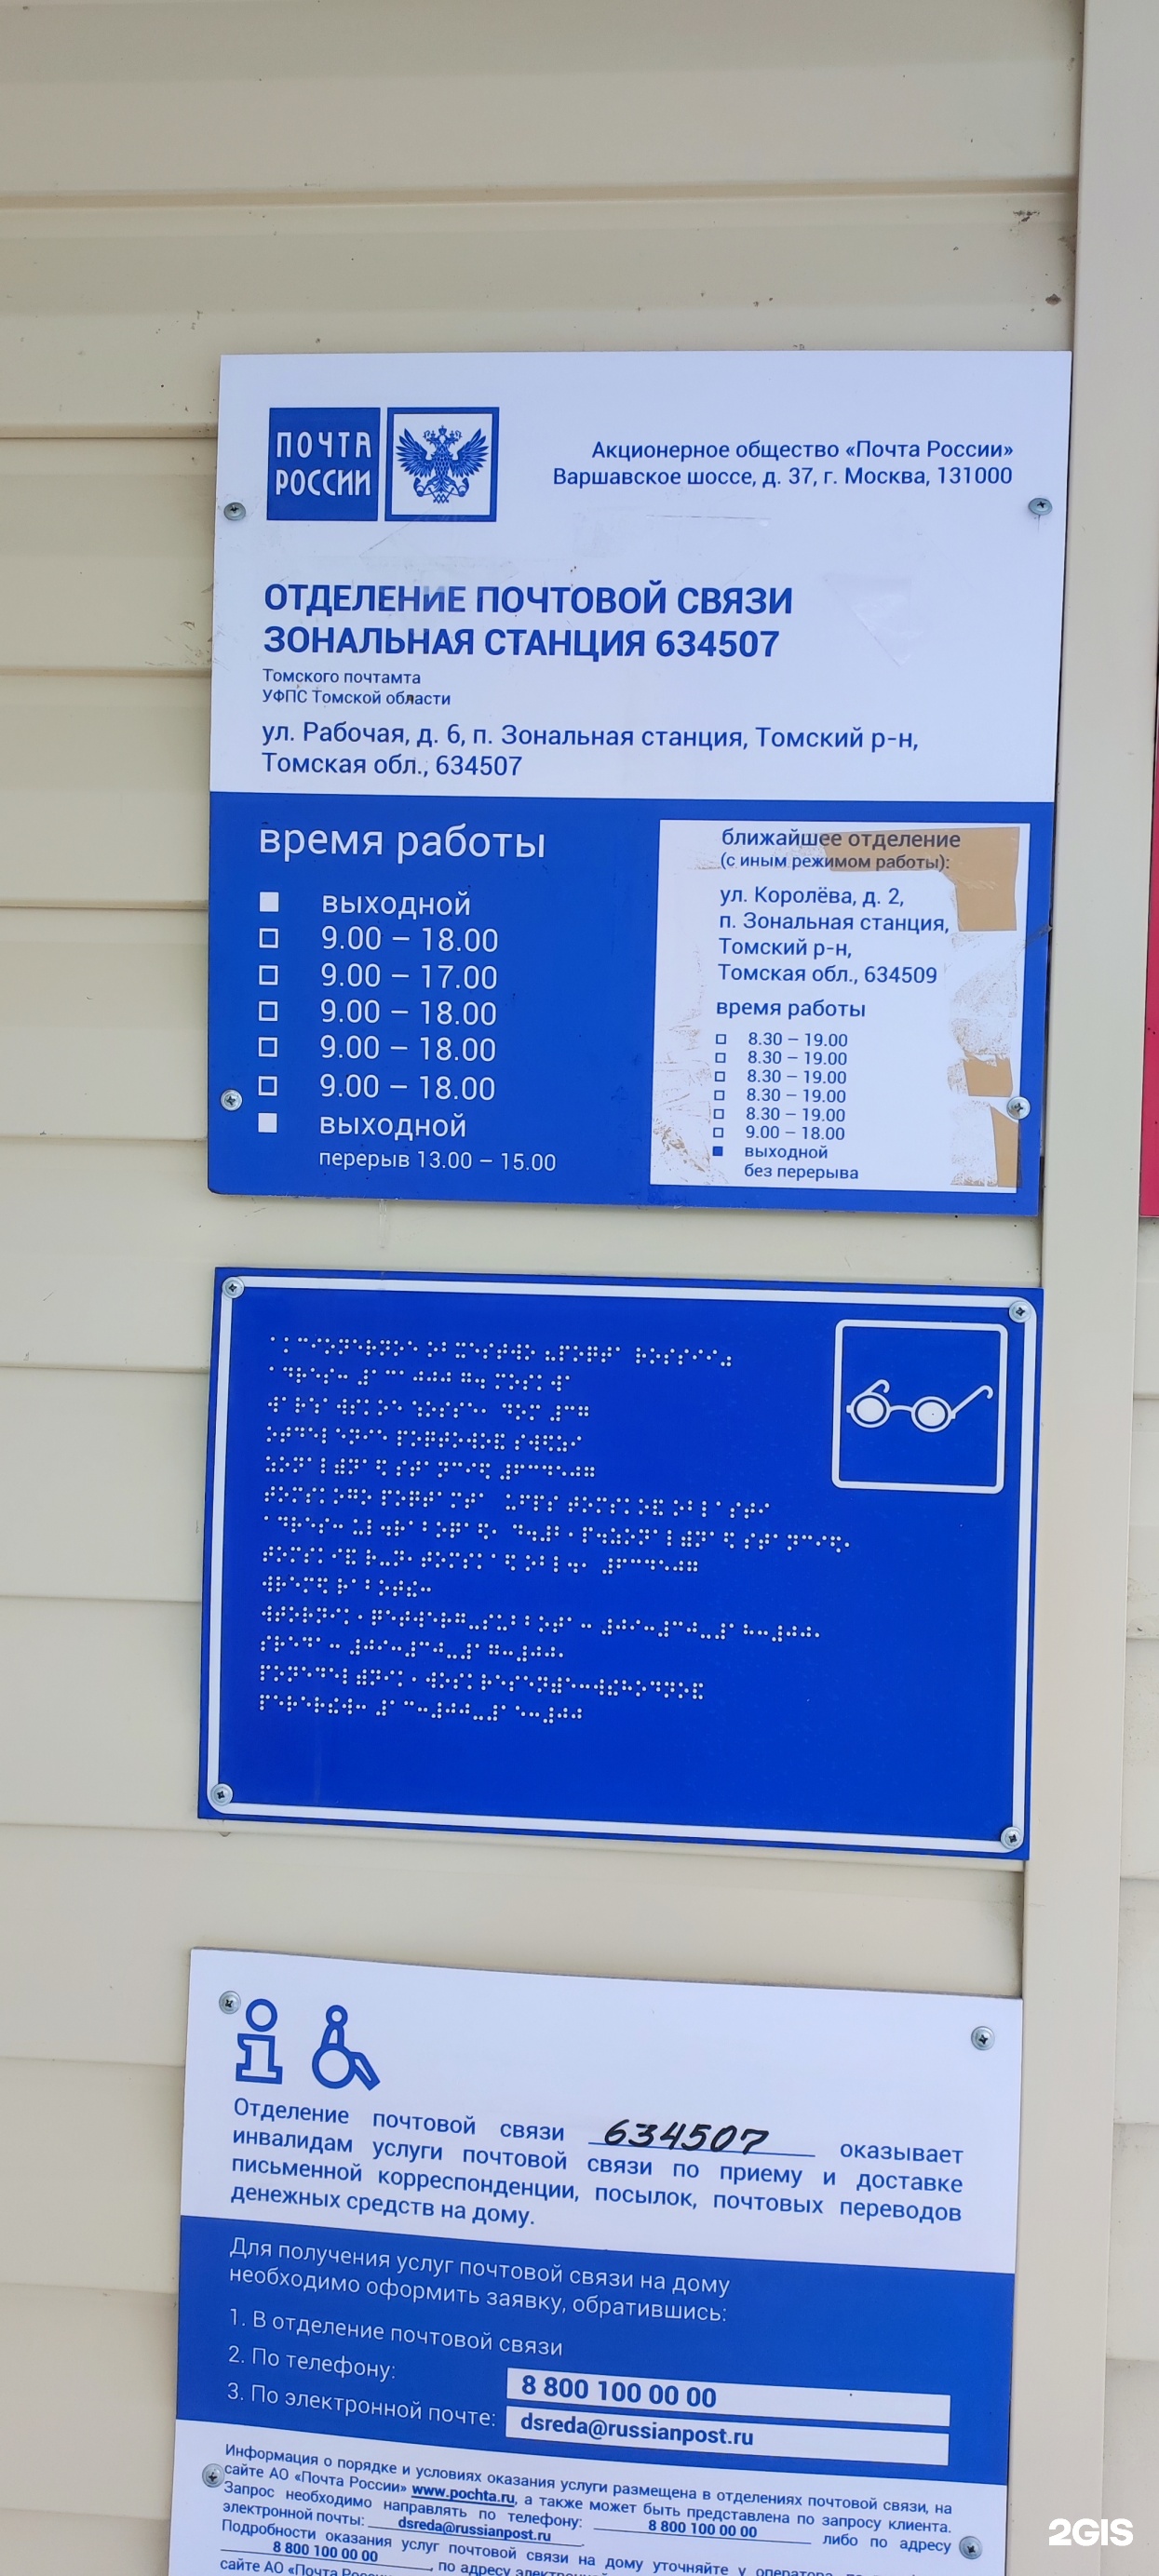 ПОЧТА
РОССИИ
Акционерное общество «Почта России»
Варшавское шоссе, д. 37, г. Москва, 131000
ОТДЕЛЕНИЕ ПОЧТОВОЙ СВЯЗИ
ЗОНАЛЬНАЯ СТАНЦИЯ 634507
Томского почтамта
УФПС Томской области
ул. Рабочая, д. 6, п. Зональная станция, Томский р-н,
Томская обл., 634507
время работы
выходной
9.00 – 18.00
9.00 – 17.00
9.00 – 18.00
9.00 – 18.00
9.00 – 18.00
выходной
перерыв 13.00 – 15.00
ближайшее отделение
(с иным режимом работы):
ул. Королёва, д. 2,
п. Зональная станция,
Томский р-н,
Томская обл., 634509
время работы
8.30 – 19.00
8.30 – 19.00
8.30 – 19.00
8.30 – 19.00
8.30 – 19.00
9.00 – 18.00
выходной
без перерыва
Отделение почтовой связи 634507 оказывает
инвалидам услуги почтовой связи по приему и доставке
письменной корреспонденции, посылок, почтовых переводов
денежных средств на дому.
Для получения услуг почтовой связи на дому
необходимо оформить заявку, обратившись:
1. В отделение почтовой связи
2. По телефону: 8 800 100 00 00
3. По электронной почте: dsreda@russianpost.ru
Информация о порядке и условиях оказания услуги размещена в отделениях почтовой связи, на
сайте АО «Почта России» www.pochta.ru, а также может быть представлена по запросу клиента.
Запрос необходимо направлять по телефону: 8 800 100 00 00 либо по адресу
электронной почты: dsreda@russianpost.ru.
Подробности оказания услуг почтовой связи на дому уточняйте у
8 800 100 00 00, по адресу
сайте АО «Почта
2GIS